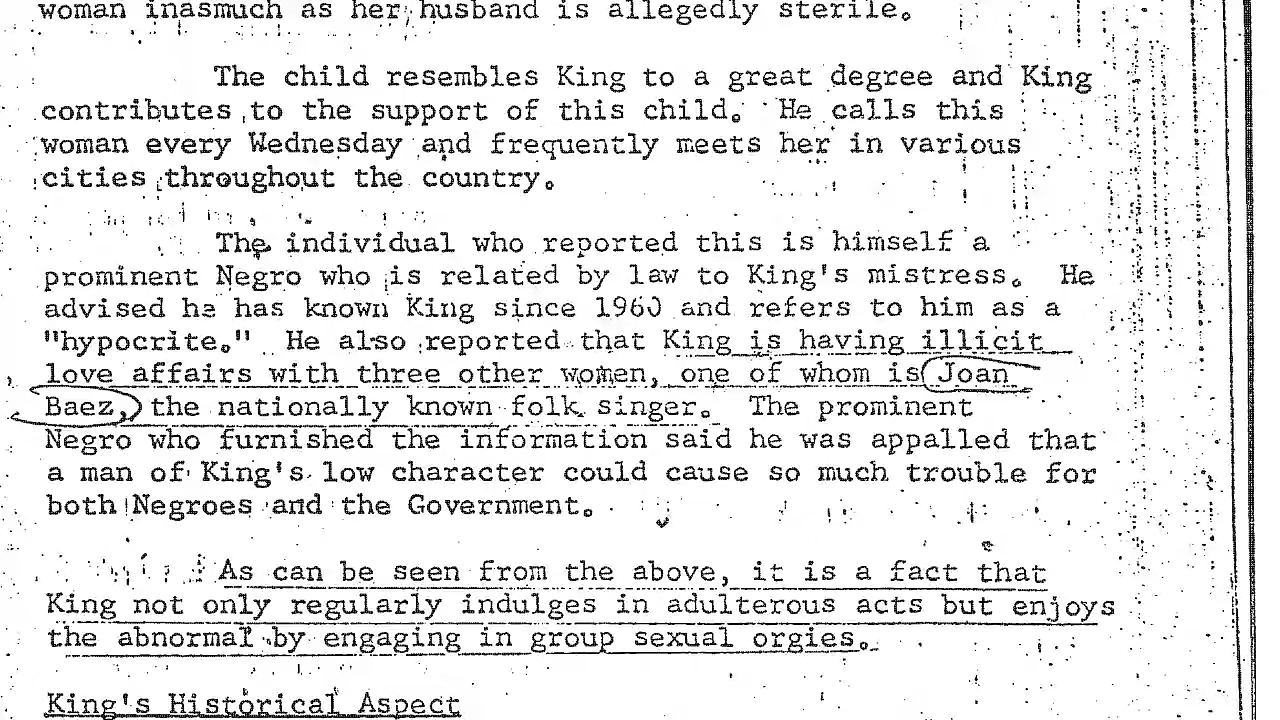 woman inasmuch as her husband is allegedly sterile.
The child resembles King to a great degree and King
contributes to the support of this child. He calls this
woman every Wednesday and frequently meets her in various
cities throughout the country.
The individual who reported this is himself a
prominent Negro who is related by law to King's mistress. He
advised he has known King since 1960 and refers to him as a
"hypocrite." He also reported that King is having illicit
love affairs with three other women, one of whom is Joan
Baez, the nationally known folk singer. The prominent
Negro who furnished the information said he was appalled that
a man of King's low character could cause so much trouble for
both Negroes and the Government.
As can be seen from the above, it is a fact that
King not only regularly indulges in adulterous acts but enjoys
the abnormal by engaging in group sexual orgies.
King's Historical Aspect